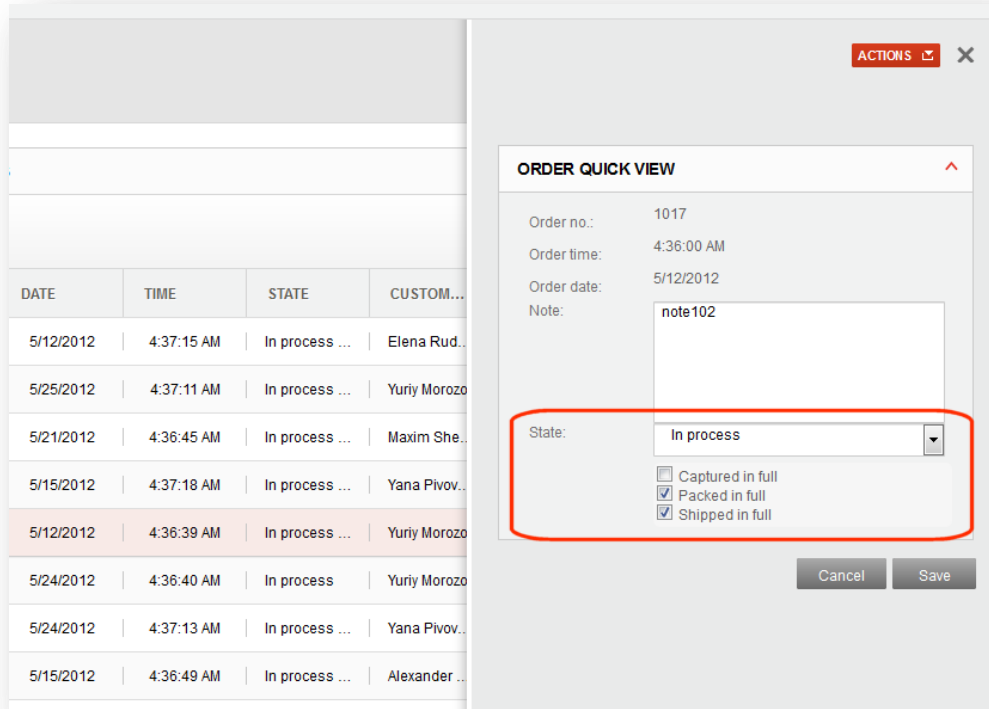 ACTIONS
ORDER QUICK VIEW
Order no.: 1017
Order time: 4:36:00 AM
Order date: 5/12/2012
Note: note102
State: In process
Captured in full
Packed in full
Shipped in full
Cancel Save
DATE TIME STATE CUSTOM...
5/12/2012 4:37:15 AM In process ... Elena Rud..
5/25/2012 4:37:11 AM In process ... Yuriy Morozo
5/21/2012 4:36:45 AM In process ... Maxim She..
5/15/2012 4:37:18 AM In process ... Yana Pivov..
5/12/2012 4:36:39 AM In process ... Yuriy Morozo
5/24/2012 4:36:40 AM In process Yuriy Morozo
5/24/2012 4:37:13 AM In process ... Yana Pivov..
5/15/2012 4:36:49 AM In process ... Alexander ..